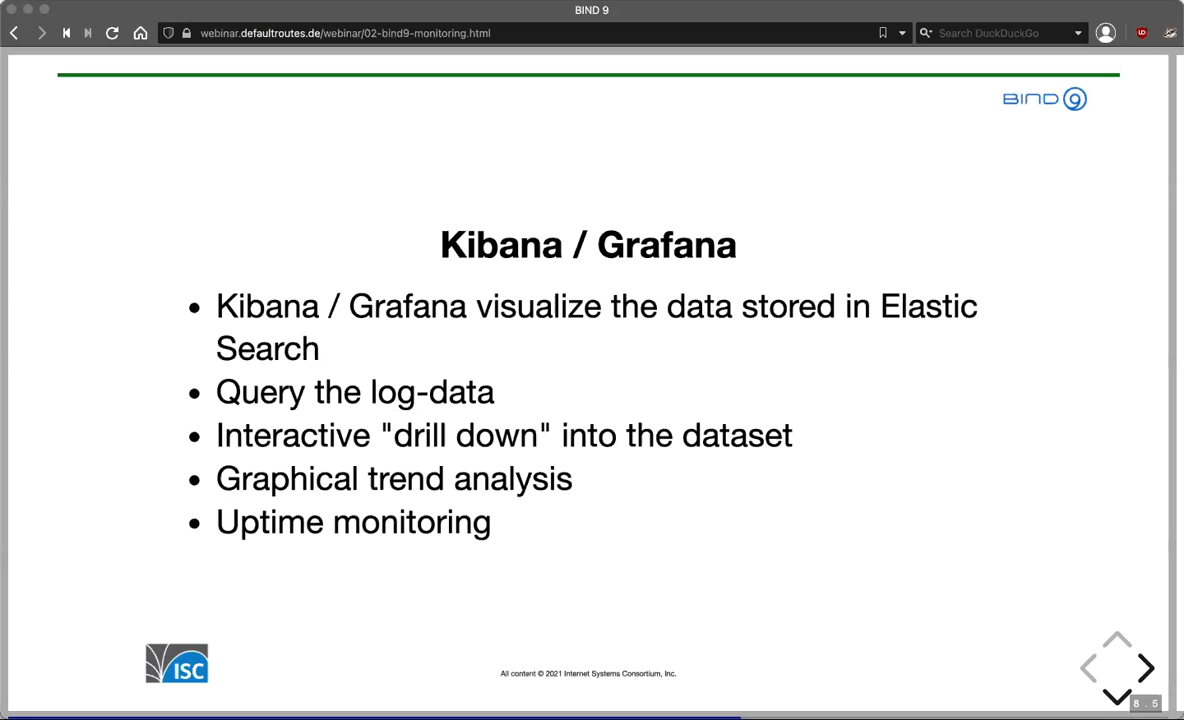 BIND 9
webinar.defaultroutes.de/webinar/02-bind9-monitoring.html
Search DuckDuckGo
BIND 9
Kibana / Grafana
• Kibana / Grafana visualize the data stored in Elastic
Search
• Query the log-data
• Interactive "drill down" into the dataset
• Graphical trend analysis
• Uptime monitoring
ISC
All content © 2021 Internet Systems Consortium, Inc.
8 . 5